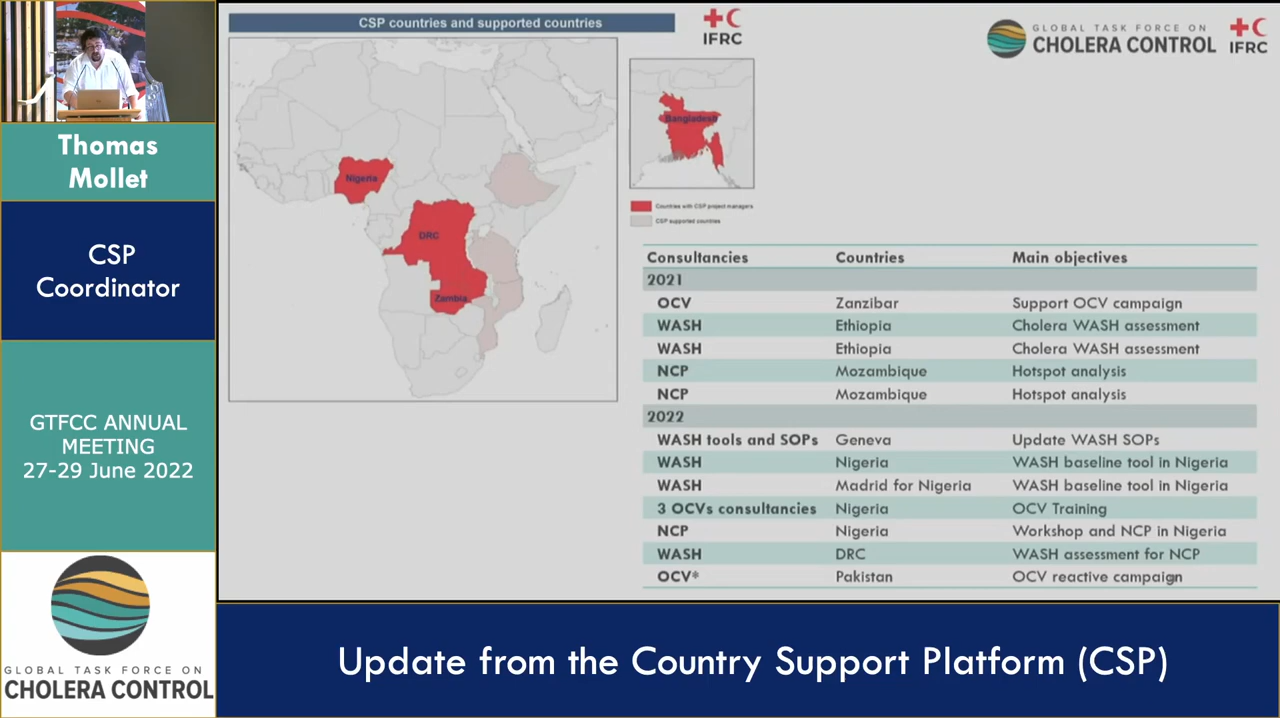 Thomas
Mollet
CSP
Coordinator
GTFCC ANNUAL
MEETING
27-29 June 2022
GLOBAL TASK FORCE ON
CHOLERA CONTROL
CSP countries and supported countries
IFRC
GLOBAL TASK FORCE ON
CHOLERA CONTROL
IFRC
Nigeria
DRC
Zambia
Bangladesh
Countries with CSP project managers
CSP supported countries
Consultancies Countries Main objectives
2021
OCV Zanzibar Support OCV campaign
WASH Ethiopia Cholera WASH assessment
WASH Ethiopia Cholera WASH assessment
NCP Mozambique Hotspot analysis
NCP Mozambique Hotspot analysis
2022
WASH tools and SOPs Geneva Update WASH SOPs
WASH Nigeria WASH baseline tool in Nigeria
WASH Madrid for Nigeria WASH baseline tool in Nigeria
3 OCVs consultancies Nigeria OCV Training
NCP Nigeria Workshop and NCP in Nigeria
WASH DRC WASH assessment for NCP
OCV* Pakistan OCV reactive campaign
Update from the Country Support Platform (CSP)